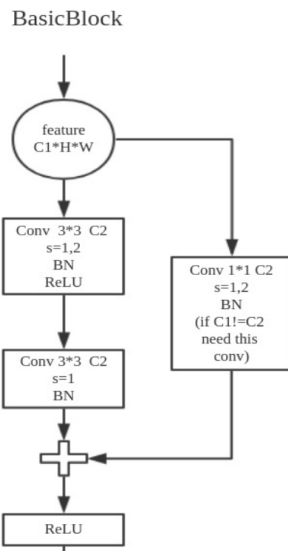 BasicBlock
feature
C1*H*W
Conv 3*3 C2
s=1,2
BN
ReLU
Conv 1*1 C2
s=1,2
BN
(if C1!=C2
need this
conv)
Conv 3*3 C2
s=1
BN
ReLU